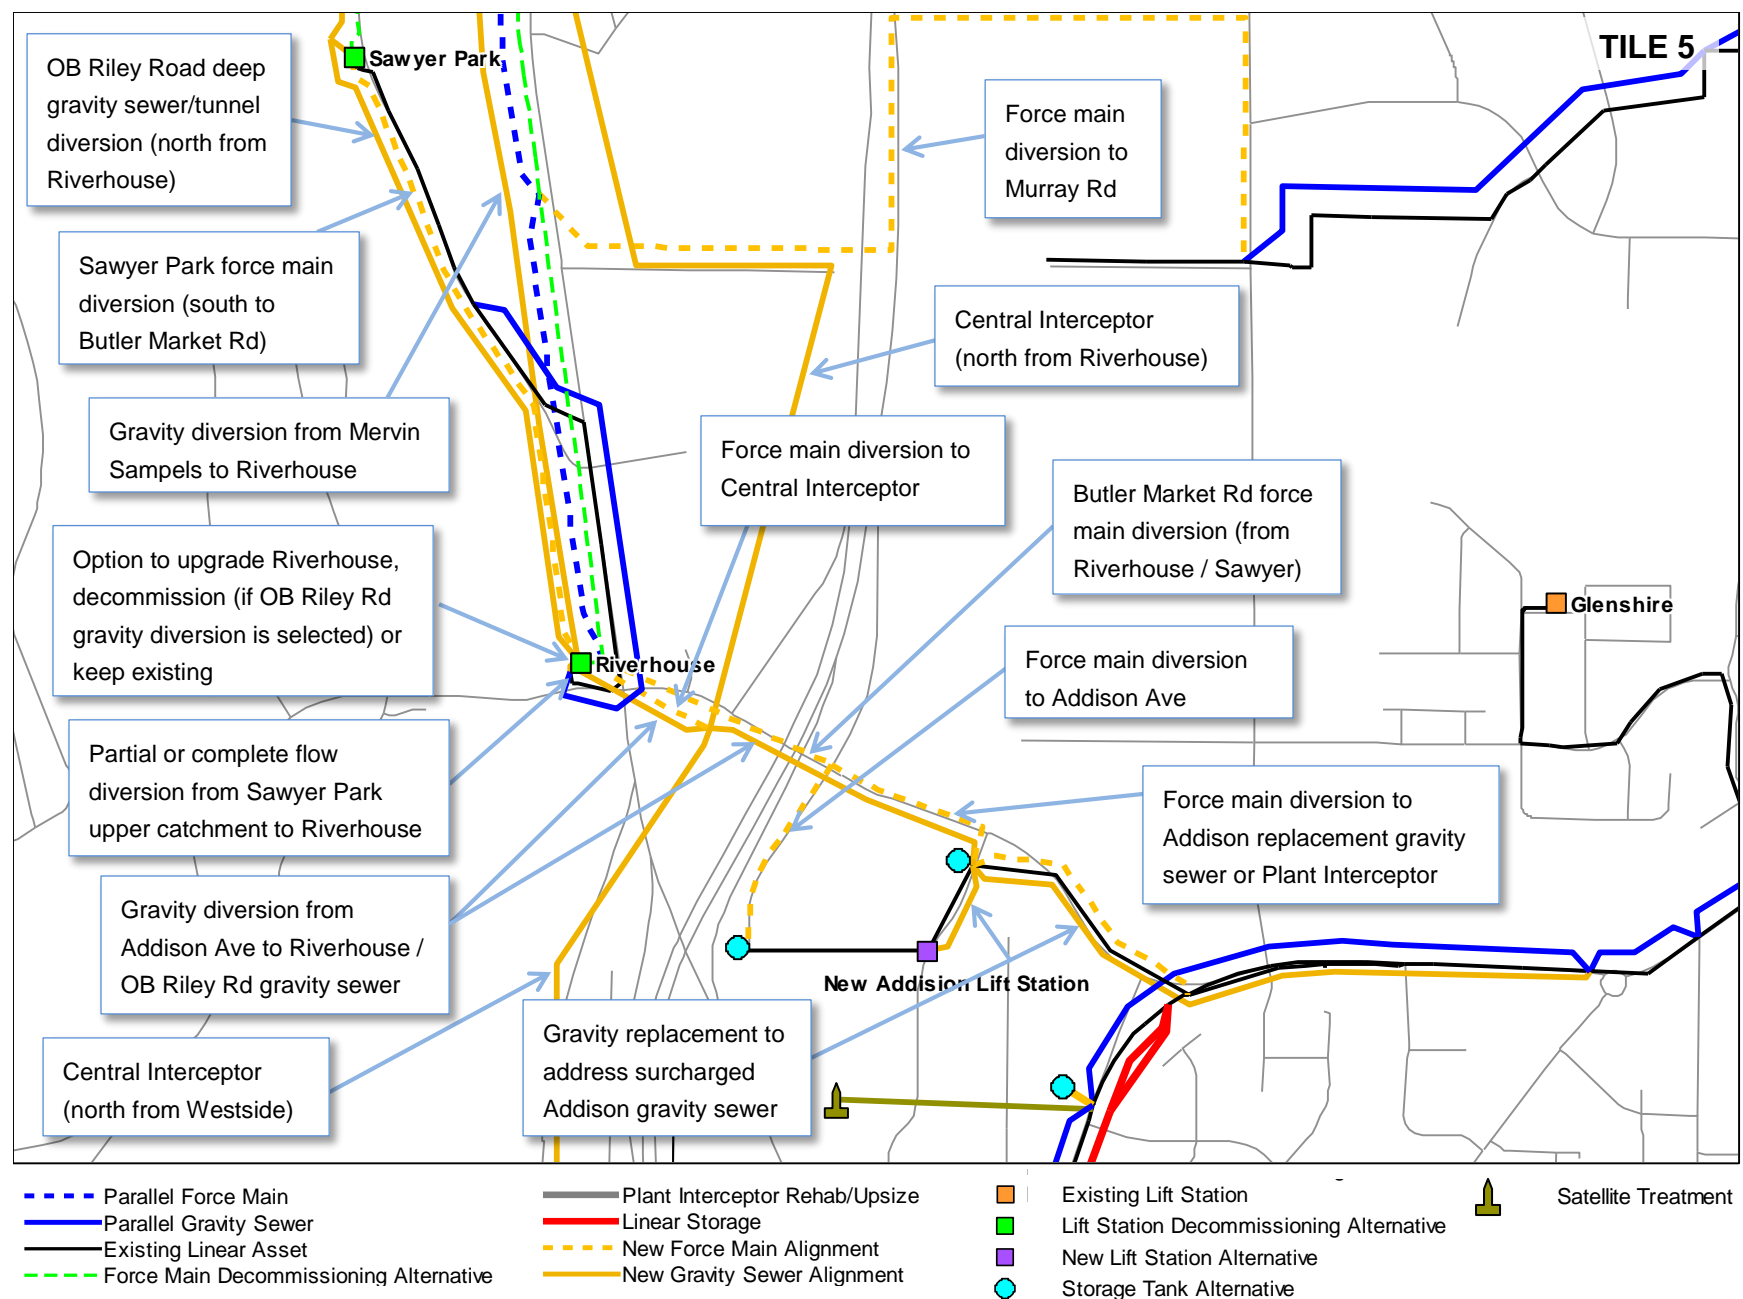 TILE 5
OB Riley Road deep
gravity sewer/tunnel
diversion (north from
Riverhouse)
Sawyer Park
Force main
diversion to
Murray Rd
Sawyer Park force main
diversion (south to
Butler Market Rd)
Central Interceptor
(north from Riverhouse)
Gravity diversion from Mervin
Sampels to Riverhouse
Force main diversion to
Central Interceptor
Butler Market Rd force
main diversion (from
Riverhouse / Sawyer)
Option to upgrade Riverhouse,
decommission (if OB Riley Rd
gravity diversion is selected) or
keep existing
Glenshire
Riverhouse
Force main diversion
to Addison Ave
Partial or complete flow
diversion from Sawyer Park
upper catchment to Riverhouse
Force main diversion to
Addison replacement gravity
sewer or Plant Interceptor
Gravity diversion from
Addison Ave to Riverhouse /
OB Riley Rd gravity sewer
New Addision Lift Station
Gravity replacement to
address surcharged
Addison gravity sewer
Central Interceptor
(north from Westside)
Parallel Force Main
Parallel Gravity Sewer
Existing Linear Asset
Force Main Decommissioning Alternative
Plant Interceptor Rehab/Upsize
Linear Storage
New Force Main Alignment
New Gravity Sewer Alignment
Existing Lift Station
Lift Station Decommissioning Alternative
New Lift Station Alternative
Storage Tank Alternative
Satellite Treatment